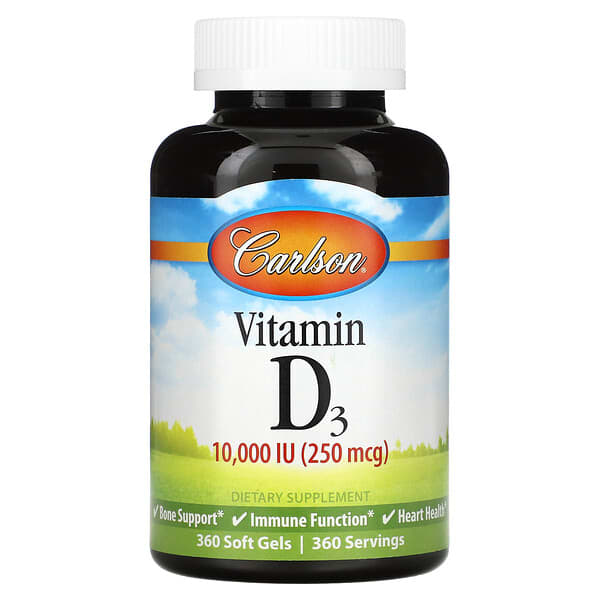 Carlson®
Vitamin
D3
10,000 IU (250 mcg)
DIETARY SUPPLEMENT
✓ Bone Support* ✓ Immune Function* ✓ Heart Health*
360 Soft Gels | 360 Servings